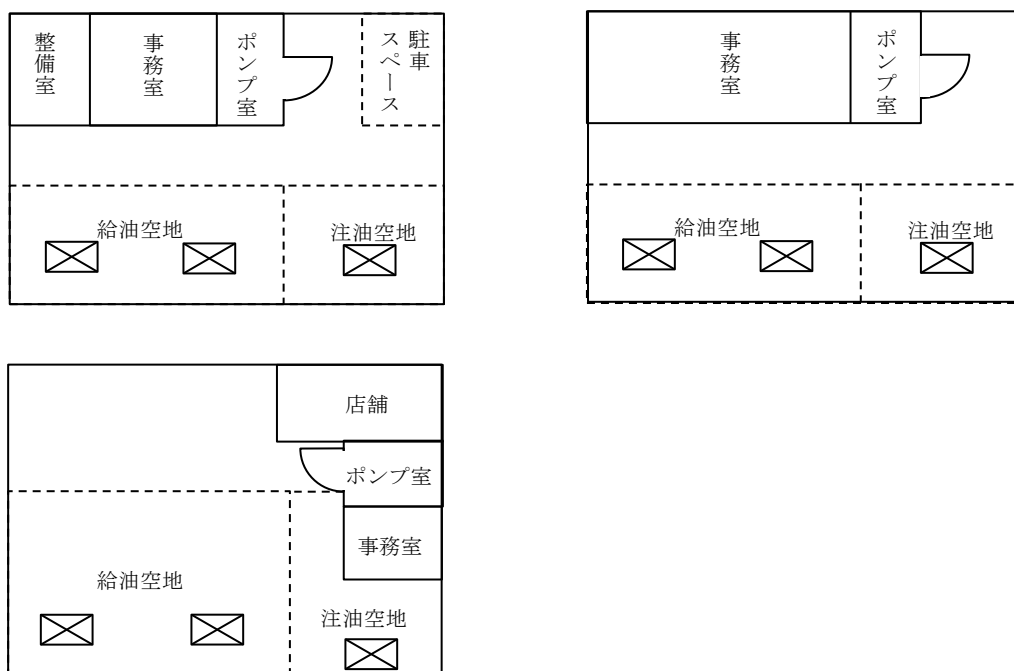 整備室
事務室
ポンプ室
駐車
スペース
給油空地
注油空地
事務室
ポンプ室
給油空地
注油空地
店舗
ポンプ室
事務室
給油空地
注油空地